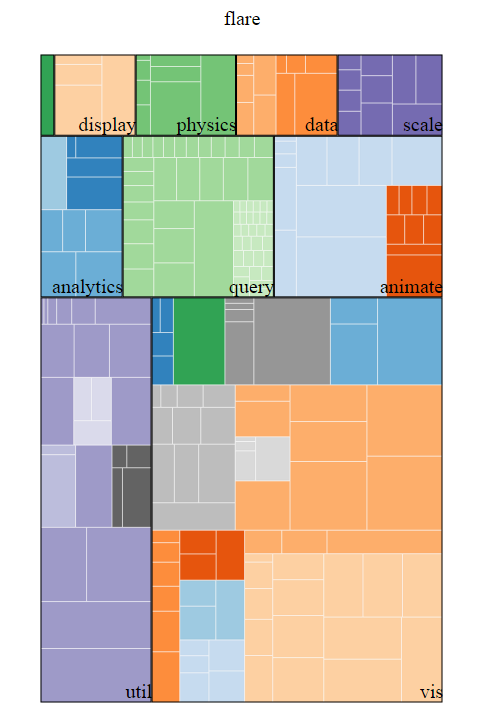 flare
display
physics
data
scale
analytics
query
animate
util
vis